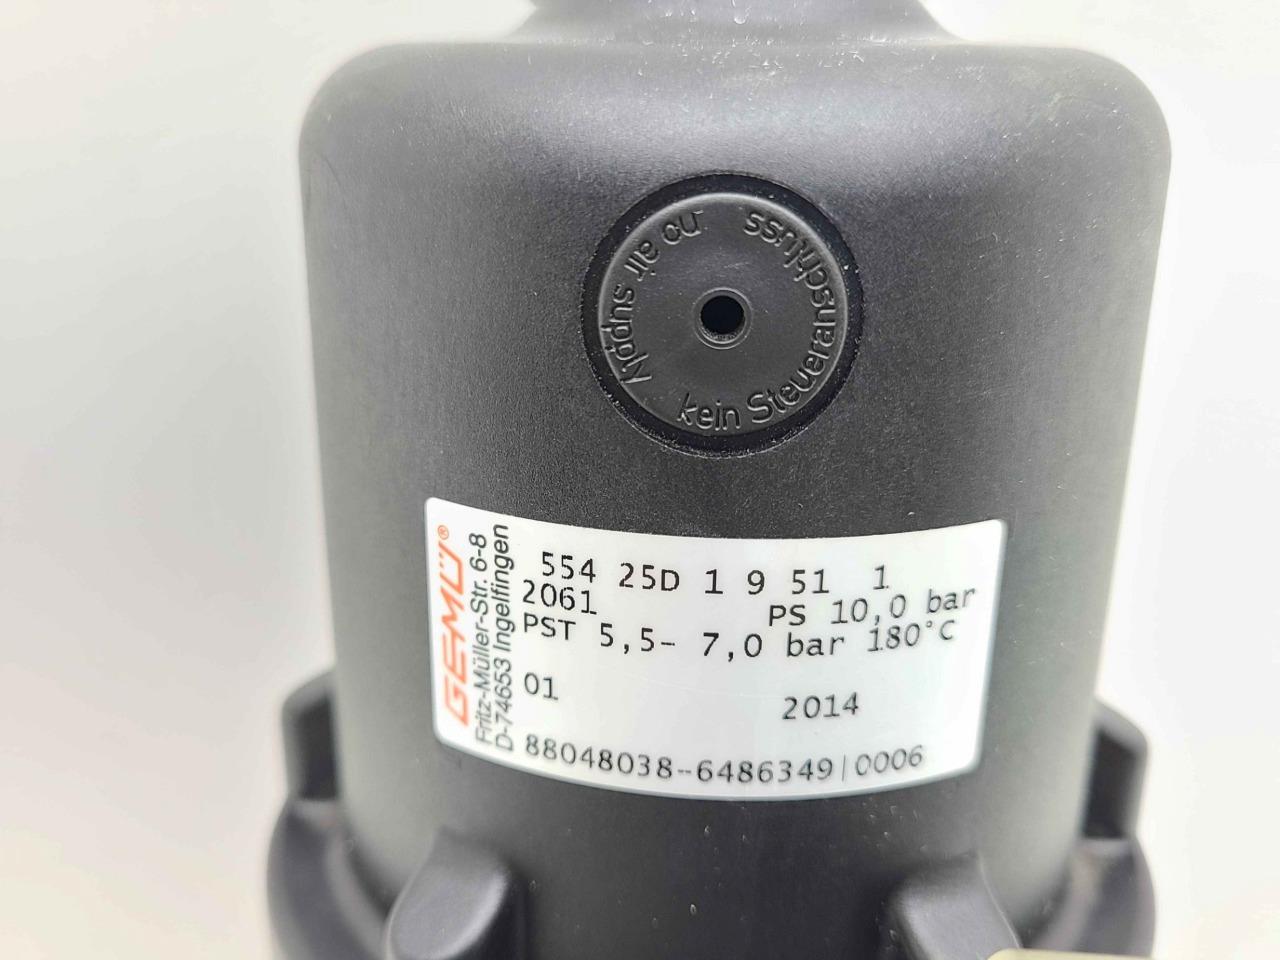 no air supply
kein Steueranschluss
GEMÜ®
Fritz-Müller-Str. 6-8
D-74653 Ingelfingen
554 25D 1 9 51 1
2061 PS 10,0 bar
PST 5,5- 7,0 bar 180°C
01 2014
88048038-6486349|0006